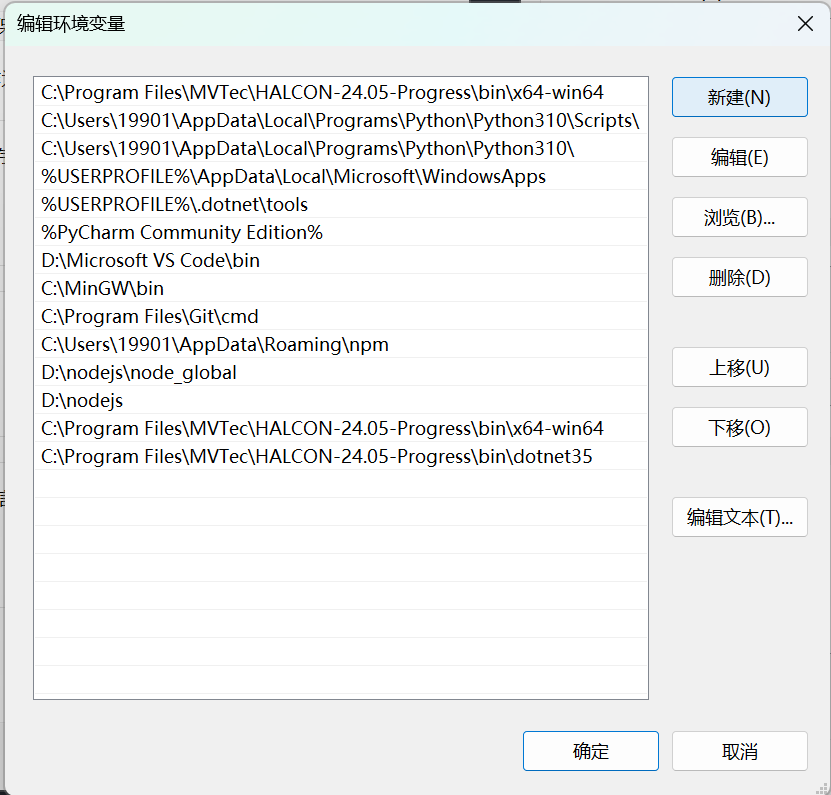 编辑环境变量
C:\Program Files\MVTec\HALCON-24.05-Progress\bin\x64-win64
C:\Users\19901\AppData\Local\Programs\Python\Python310\Scripts\
C:\Users\19901\AppData\Local\Programs\Python\Python310\
%USERPROFILE%\AppData\Local\Microsoft\WindowsApps
%USERPROFILE%\.dotnet\tools
%PyCharm Community Edition%
D:\Microsoft VS Code\bin
C:\MinGW\bin
C:\Program Files\Git\cmd
C:\Users\19901\AppData\Roaming\npm
D:\nodejs\node_global
D:\nodejs
C:\Program Files\MVTec\HALCON-24.05-Progress\bin\x64-win64
C:\Program Files\MVTec\HALCON-24.05-Progress\bin\dotnet35
新建(N)
编辑(E)
浏览(B)...
删除(D)
上移(U)
下移(O)
编辑文本(T)...
确定
取消